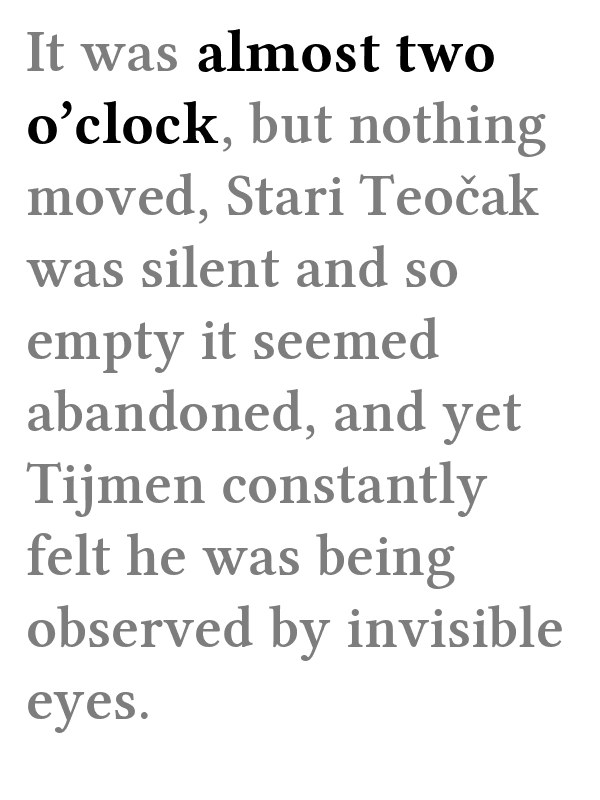 It was almost two
o’clock, but nothing
moved, Stari Teočak
was silent and so
empty it seemed
abandoned, and yet
Tijmen constantly
felt he was being
observed by invisible
eyes.